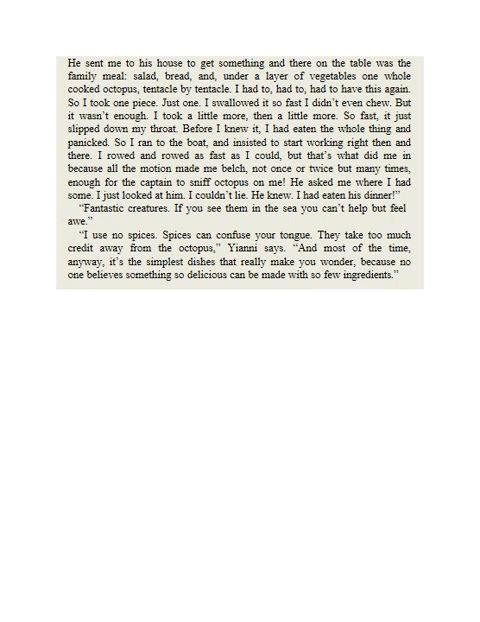 He sent me to his house to get something and there on the table was the
family meal: salad, bread, and, under a layer of vegetables one whole
cooked octopus, tentacle by tentacle. I had to, had to, had to have this again.
So I took one piece. Just one. I swallowed it so fast I didn’t even chew. But
it wasn’t enough. I took a little more, then a little more. So fast, it just
slipped down my throat. Before I knew it, I had eaten the whole thing and
panicked. So I ran to the boat, and insisted to start working right then and
there. I rowed and rowed as fast as I could, but that’s what did me in
because all the motion made me belch, not once or twice but many times,
enough for the captain to sniff octopus on me! He asked me where I had
some. I just looked at him. I couldn’t lie. He knew. I had eaten his dinner!”
“Fantastic creatures. If you see them in the sea you can’t help but feel
awe.”
“I use no spices. Spices can confuse your tongue. They take too much
credit away from the octopus,” Yianni says. “And most of the time,
anyway, it’s the simplest dishes that really make you wonder, because no
one believes something so delicious can be made with so few ingredients.”